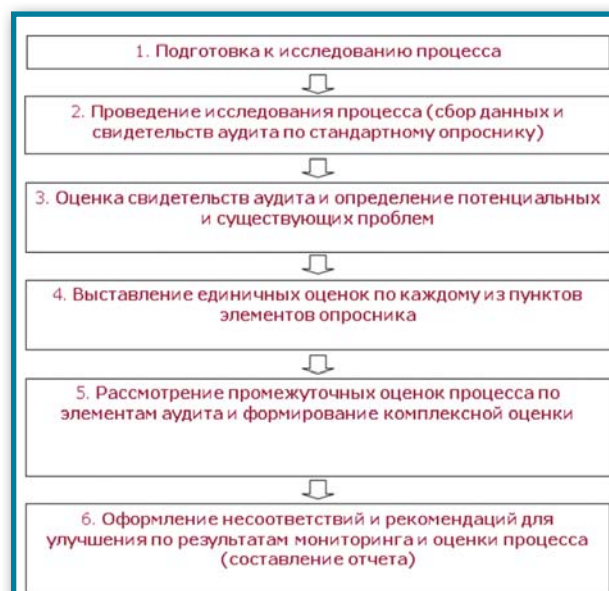 1. Подготовка к исследованию процесса
2. Проведение исследования процесса (сбор данных и
свидетельств аудита по стандартному опроснику)
3. Оценка свидетельств аудита и определение потенциальных
и существующих проблем
4. Выставление единичных оценок по каждому из пунктов
элементов опросника
5. Рассмотрение промежуточных оценок процесса по
элементам аудита и формирование комплексной оценки
6. Оформление несоответствий и рекомендаций для
улучшения по результатам мониторинга и оценки процесса
(составление отчета)